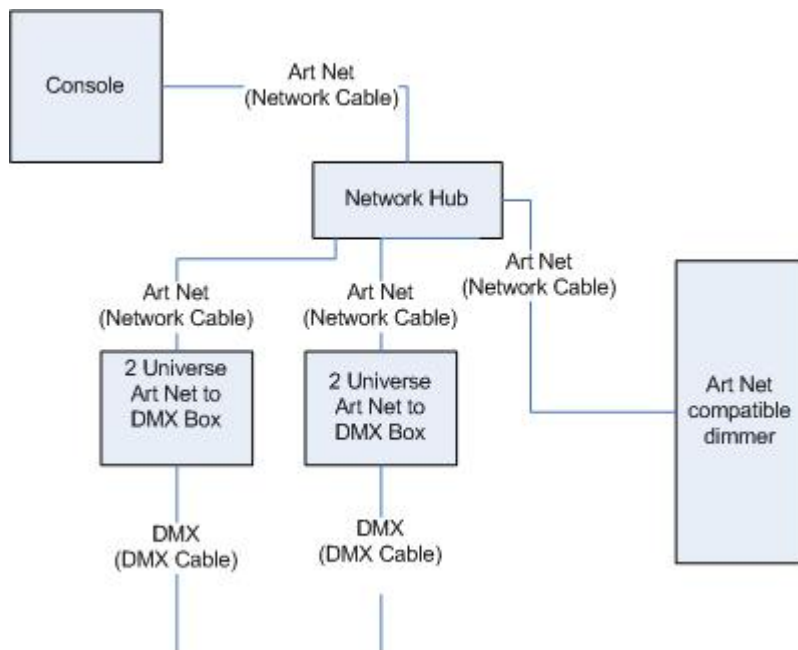 Console
Art Net
(Network Cable)
Network Hub
Art Net
(Network Cable)
Art Net
(Network Cable)
Art Net
(Network Cable)
2 Universe
Art Net to
DMX Box
2 Universe
Art Net to
DMX Box
Art Net
compatible
dimmer
DMX
(DMX Cable)
DMX
(DMX Cable)